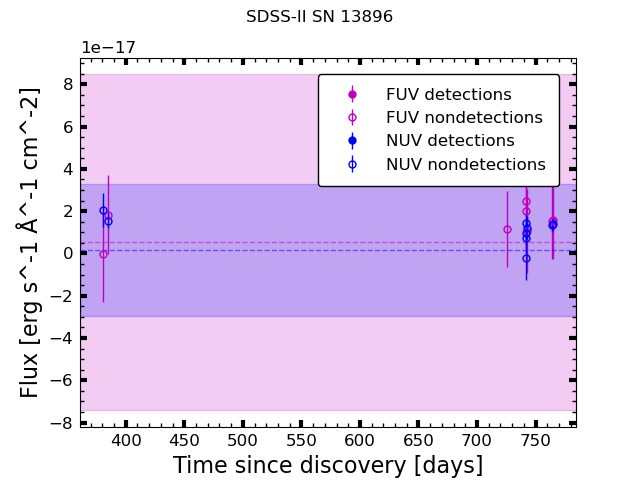 SDSS-II SN 13896
1e−17
Flux [erg s^-1 Å^-1 cm^-2]
8
6
4
2
0
−2
−4
−6
−8
FUV detections
FUV nondetections
NUV detections
NUV nondetections
400 450 500 550 600 650 700 750
Time since discovery [days]